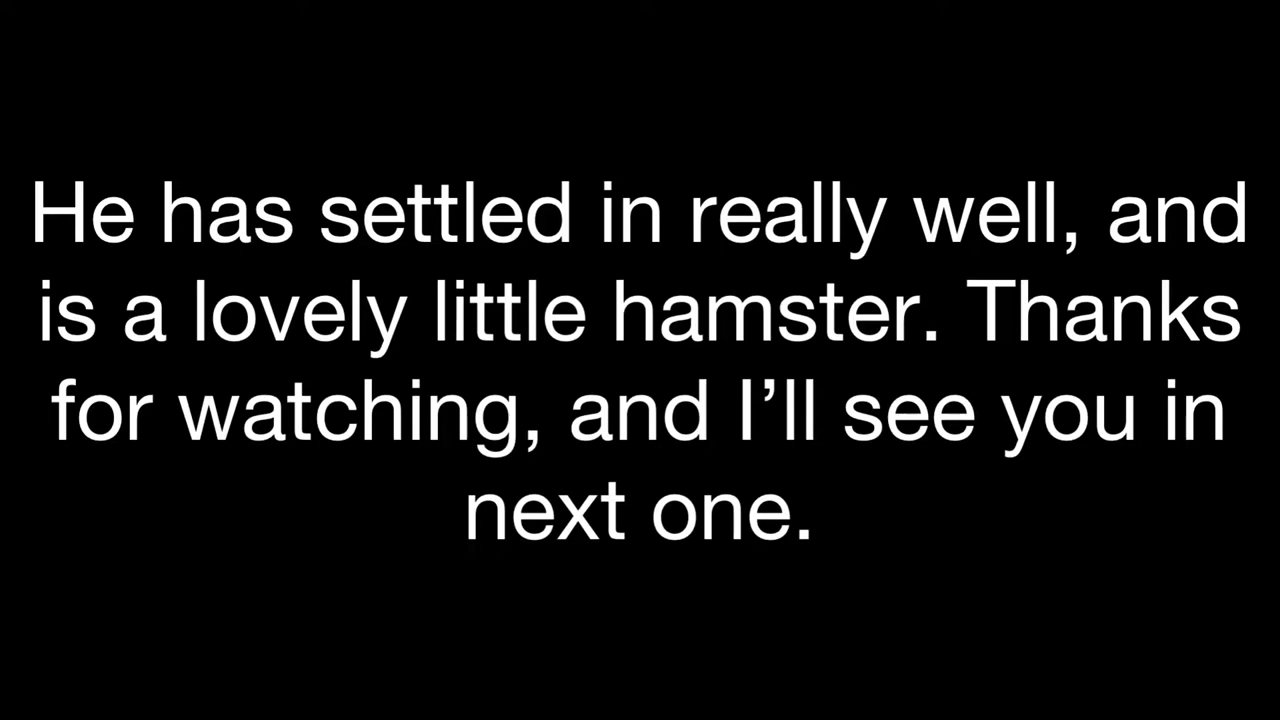 He has settled in really well, and
is a lovely little hamster. Thanks
for watching, and I’ll see you in
next one.